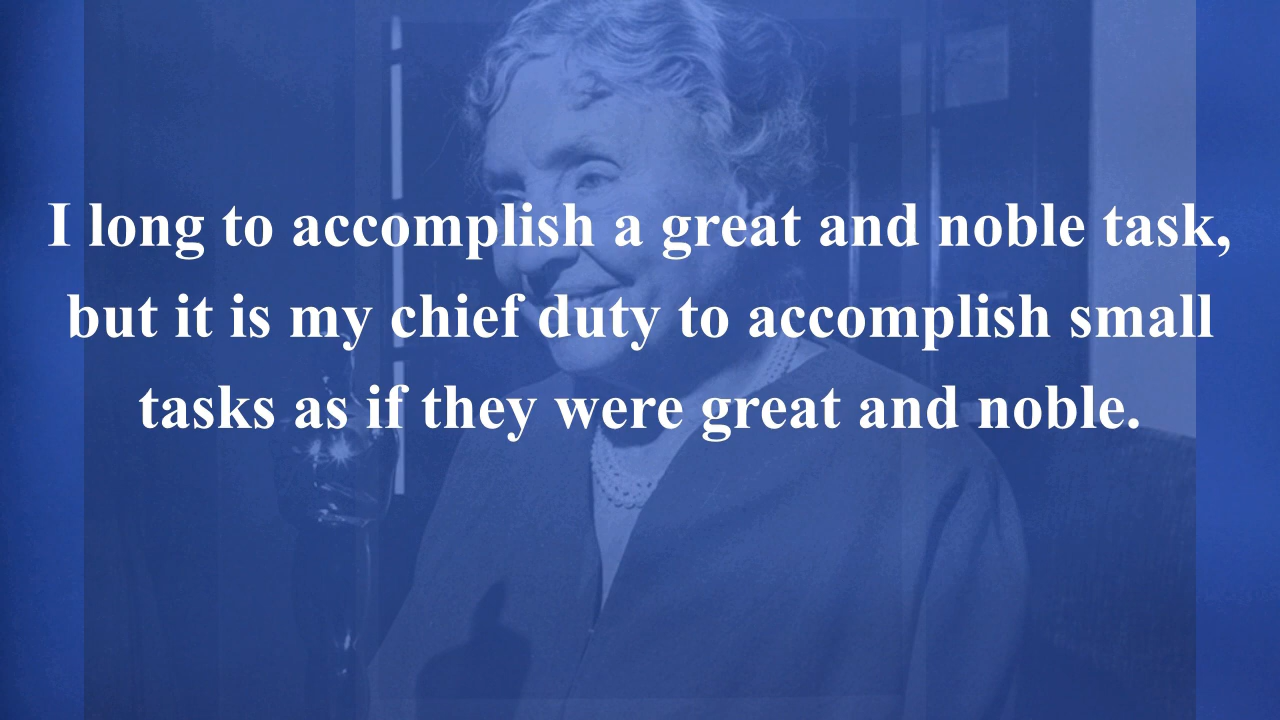 I long to accomplish a great and noble task,
but it is my chief duty to accomplish small
tasks as if they were great and noble.